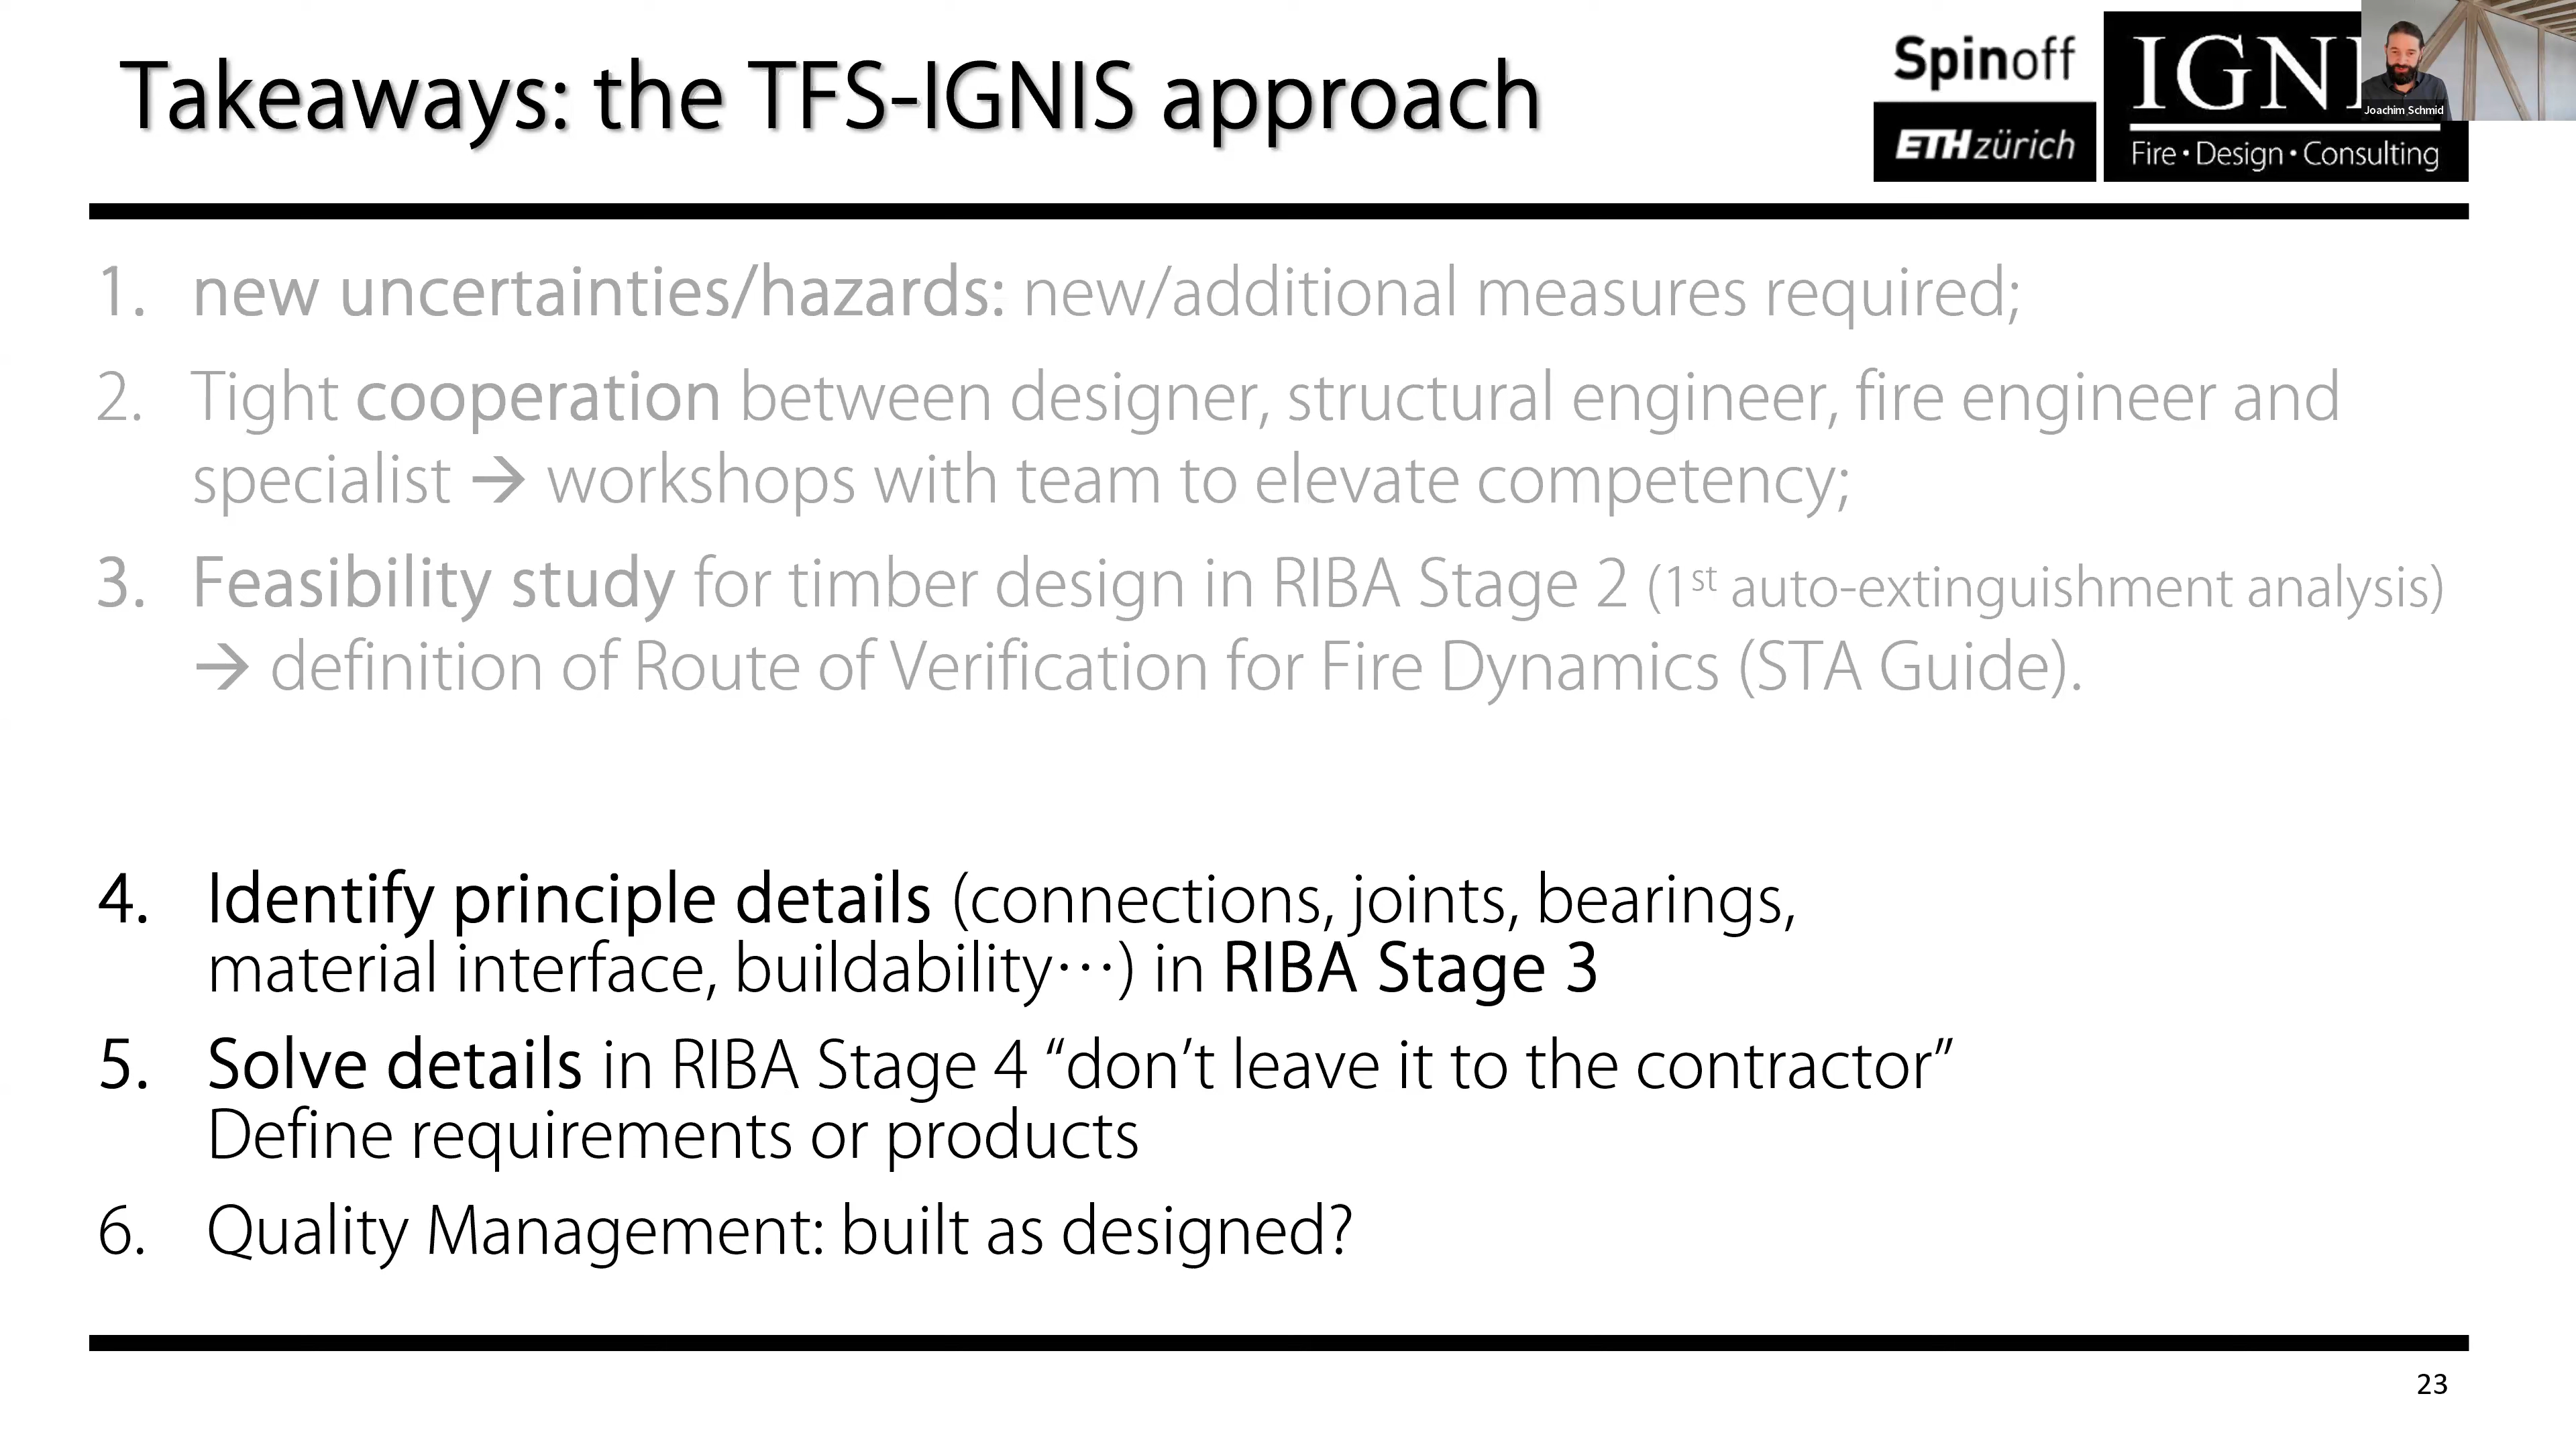 Takeaways: the TFS-IGNIS approach
Spinoff
ETH zürich
IGNI
Fire · Design · Consulting
Joachim Schmid
1. new uncertainties/hazards: new/additional measures required;
2. Tight cooperation between designer, structural engineer, fire engineer and
specialist → workshops with team to elevate competency;
3. Feasibility study for timber design in RIBA Stage 2 (1st auto-extinguishment analysis)
→ definition of Route of Verification for Fire Dynamics (STA Guide).
4. Identify principle details (connections, joints, bearings,
material interface, buildability···) in RIBA Stage 3
5. Solve details in RIBA Stage 4 “don’t leave it to the contractor”
Define requirements or products
6. Quality Management: built as designed?
23